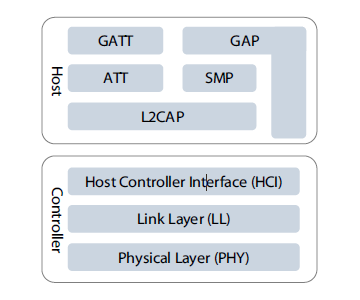 Host
GATT
GAP
ATT
SMP
L2CAP
Controller
Host Controller Interface (HCI)
Link Layer (LL)
Physical Layer (PHY)